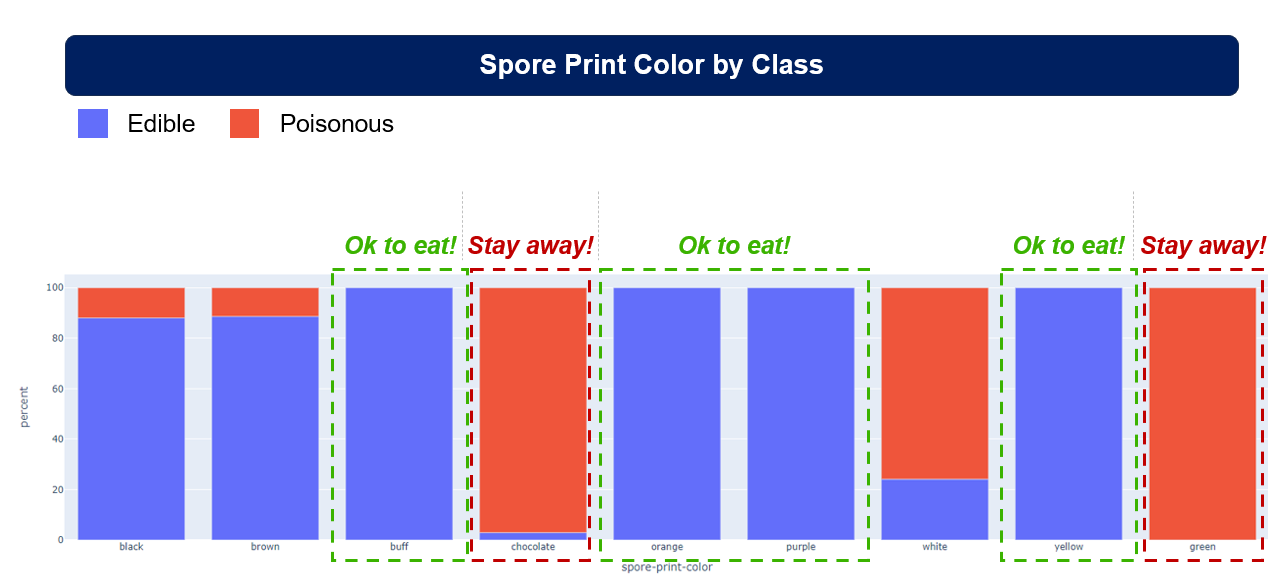 Spore Print Color by Class
Edible Poisonous
Ok to eat! Stay away! Ok to eat! Ok to eat! Stay away!
100
80
60
40
20
0
percent
black brown buff chocolate orange purple white yellow green
spore-print-color